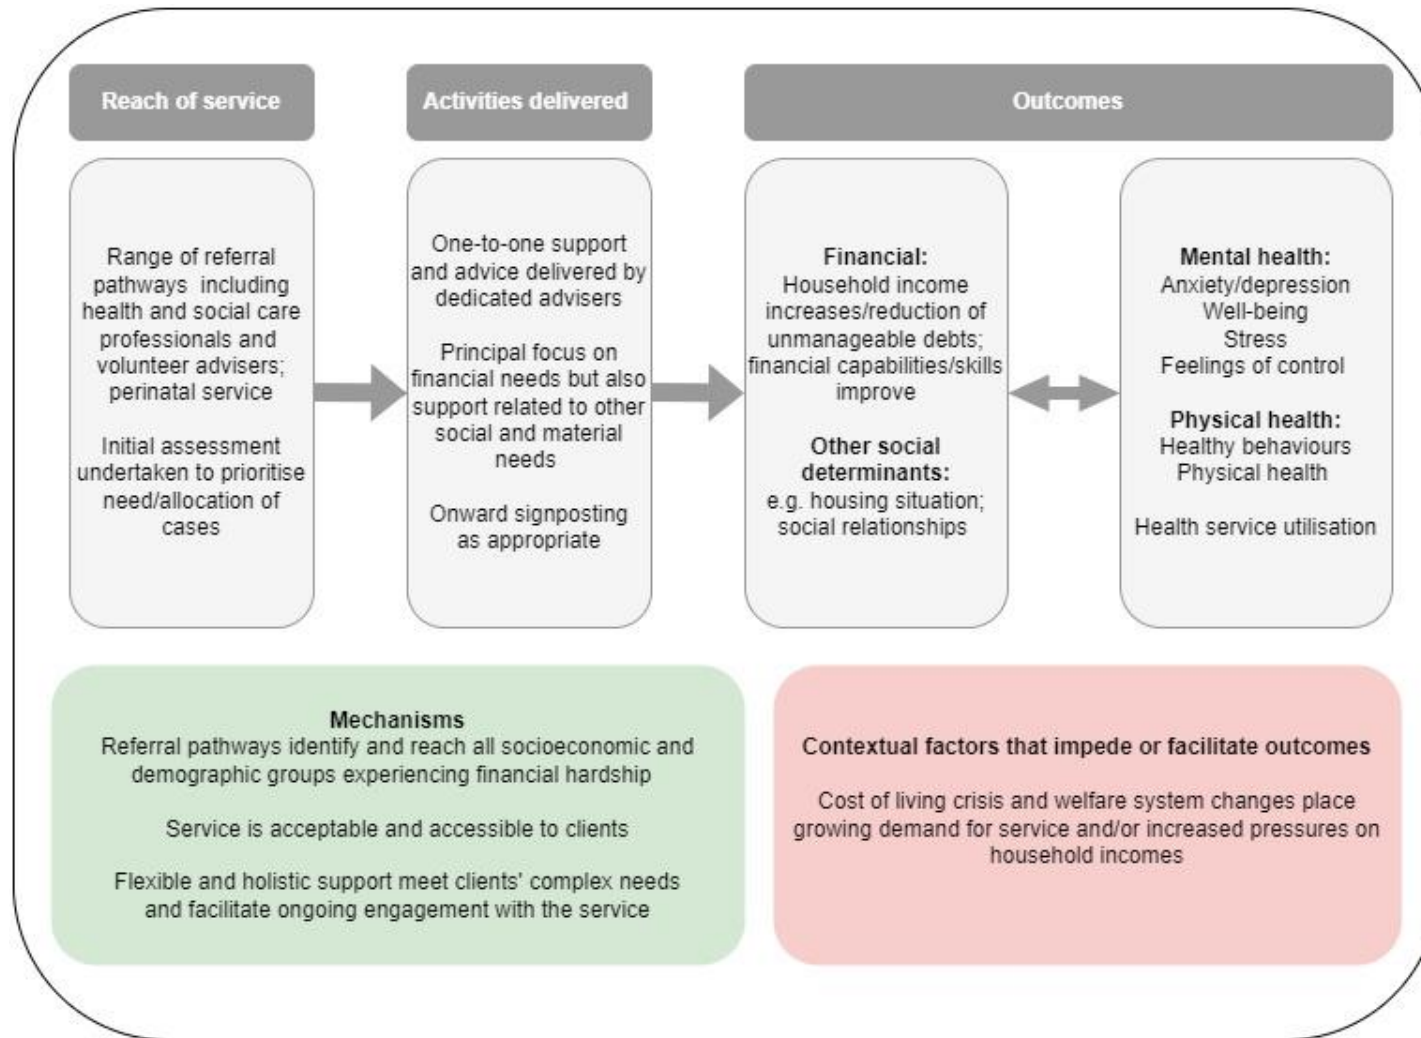 Reach of service
Activities delivered
Outcomes
Range of referral
pathways including
health and social care
professionals and
volunteer advisers;
perinatal service
Initial assessment
undertaken to prioritise
need/allocation of
cases
One-to-one support
and advice delivered by
dedicated advisers
Principal focus on
financial needs but also
support related to other
social and material
needs
Onward signposting
as appropriate
Financial:
Household income
increases/reduction of
unmanageable debts;
financial capabilities/skills
improve
Other social
determinants:
e.g. housing situation;
social relationships
Mental health:
Anxiety/depression
Well-being
Stress
Feelings of control
Physical health:
Healthy behaviours
Physical health
Health service utilisation
Mechanisms
Referral pathways identify and reach all socioeconomic and
demographic groups experiencing financial hardship
Service is acceptable and accessible to clients
Flexible and holistic support meet clients' complex needs
and facilitate ongoing engagement with the service
Contextual factors that impede or facilitate outcomes
Cost of living crisis and welfare system changes place
growing demand for service and/or increased pressures on
household incomes